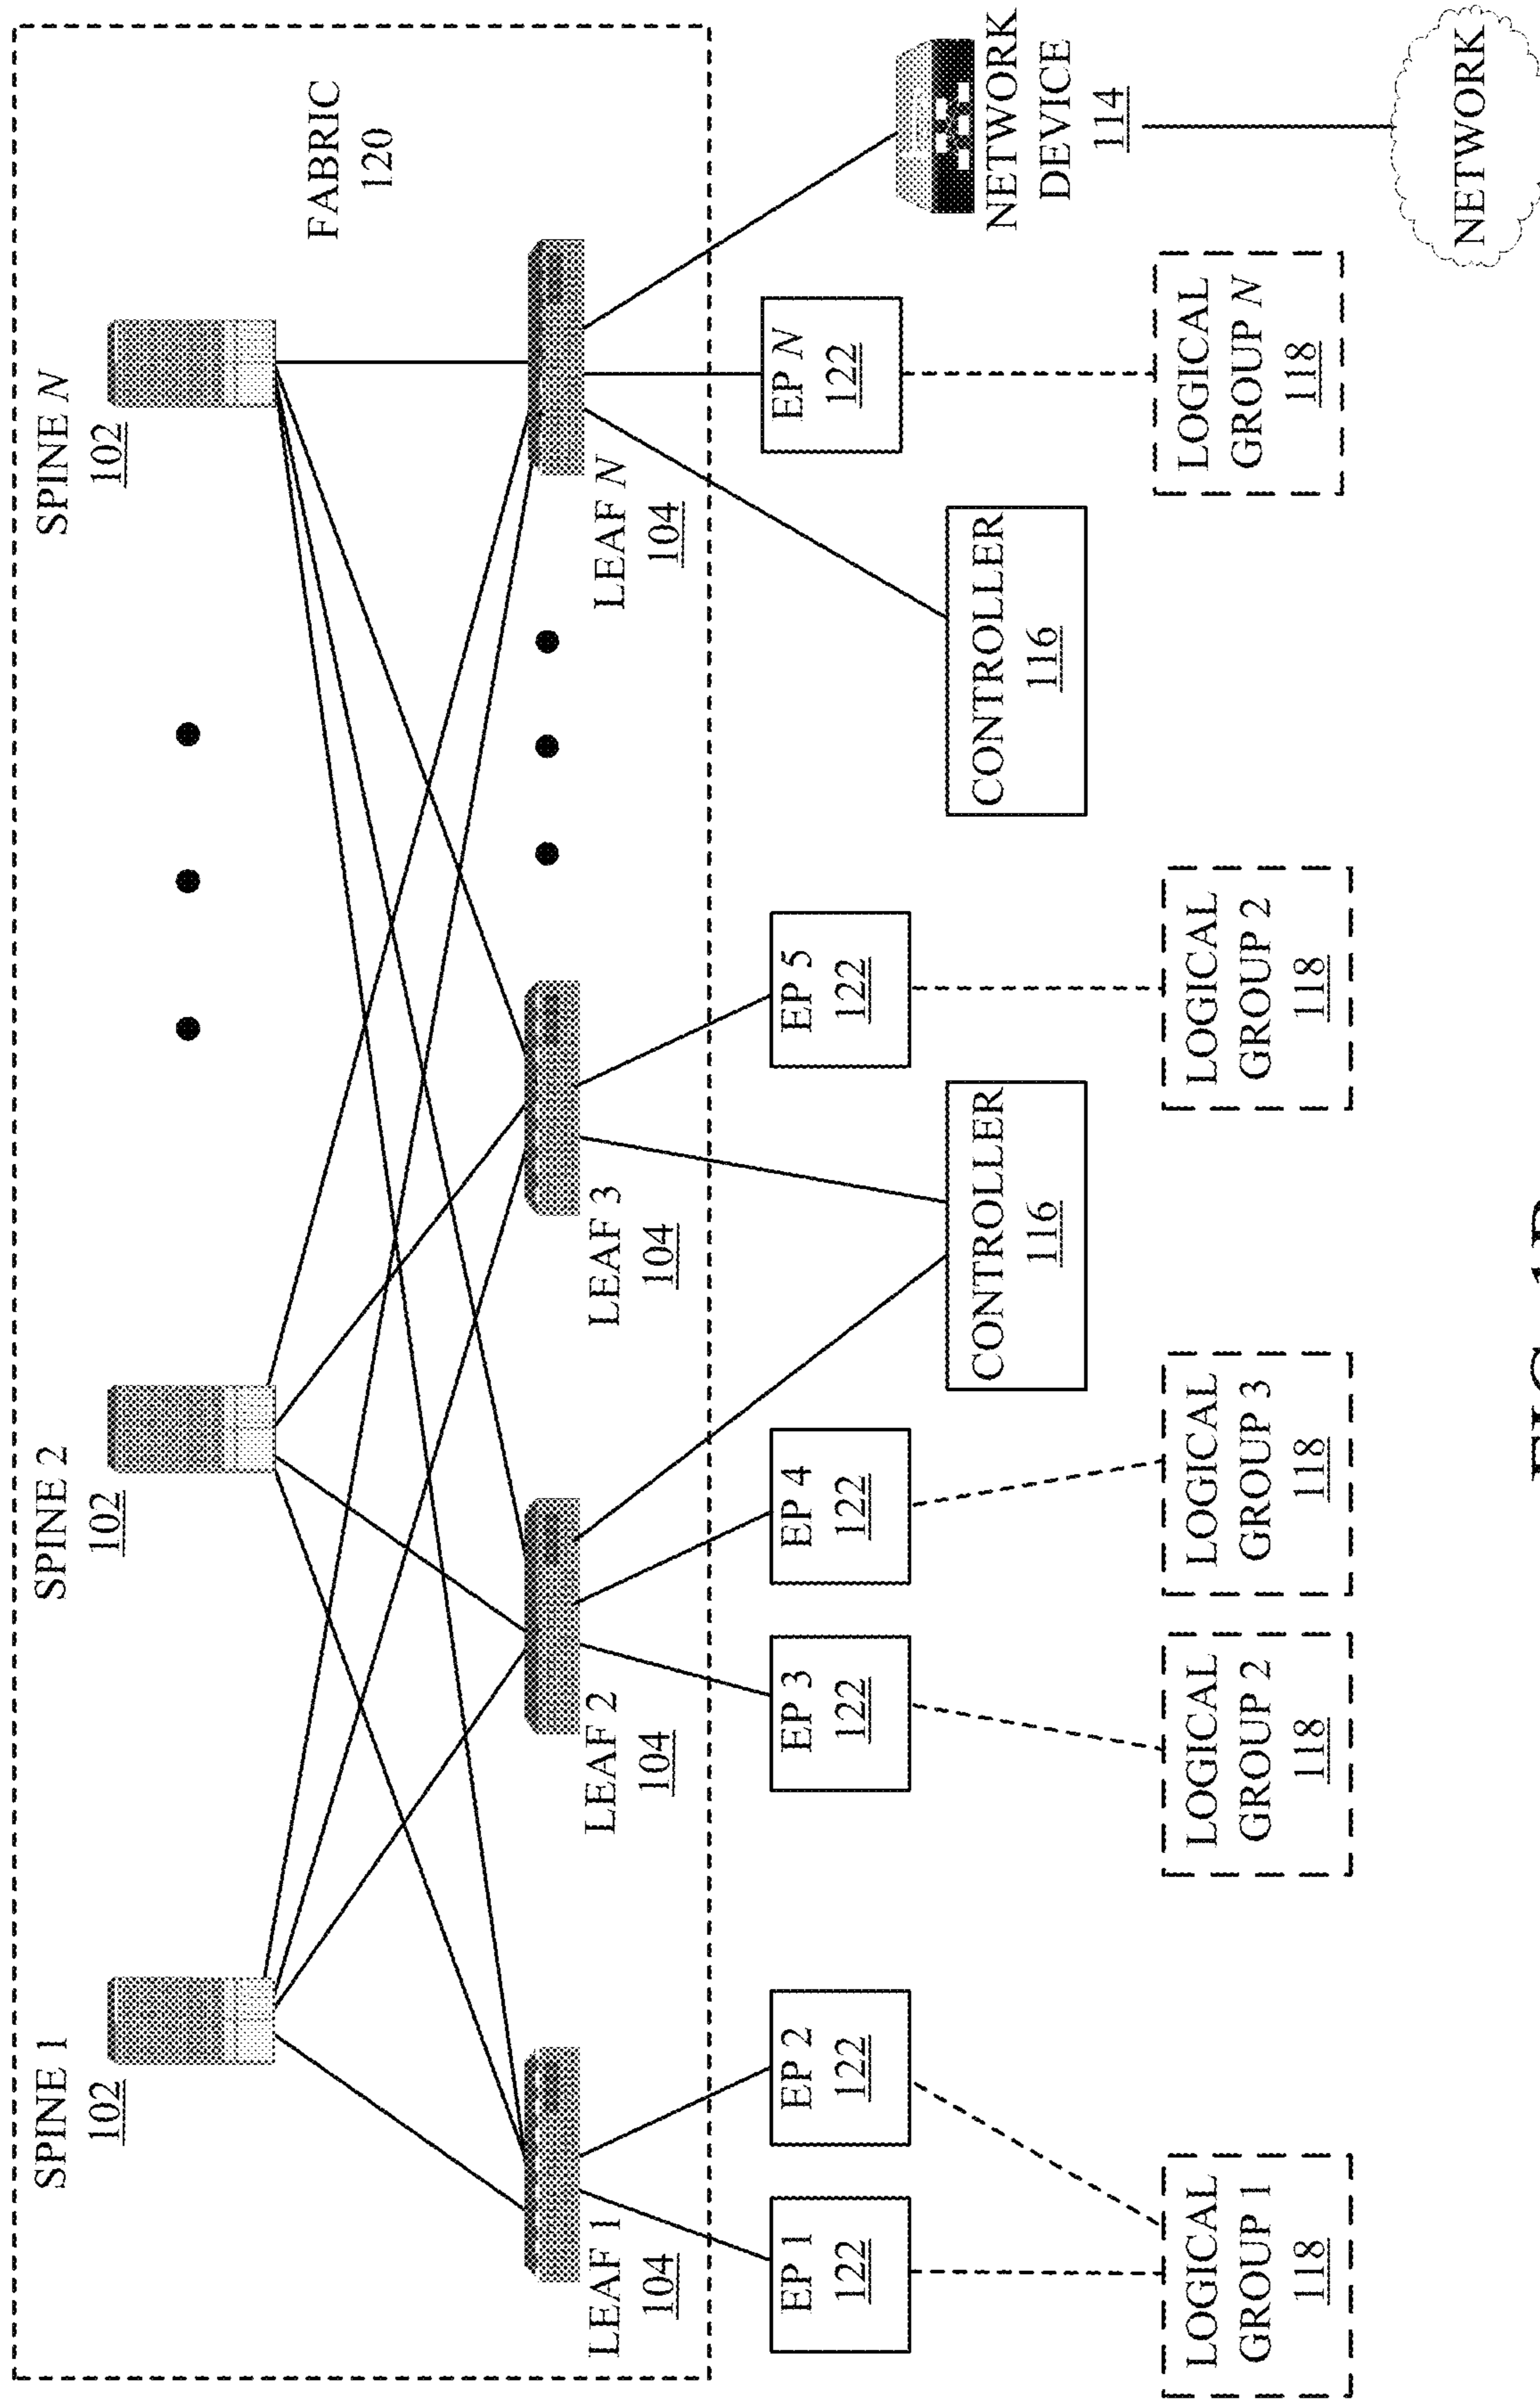 SPINE 1
102
SPINE 2
102
SPINE N
102
FABRIC
120
LEAF 1
104
LEAF 2
104
LEAF 3
104
LEAF N
104
EP 1
122
EP 2
122
EP 3
122
EP 4
122
EP 5
122
EP N
122
CONTROLLER
116
CONTROLLER
116
NETWORK
DEVICE
114
LOGICAL
GROUP 1
118
LOGICAL
GROUP 2
118
LOGICAL
GROUP 3
118
LOGICAL
GROUP 2
118
LOGICAL
GROUP N
118
NETWORK